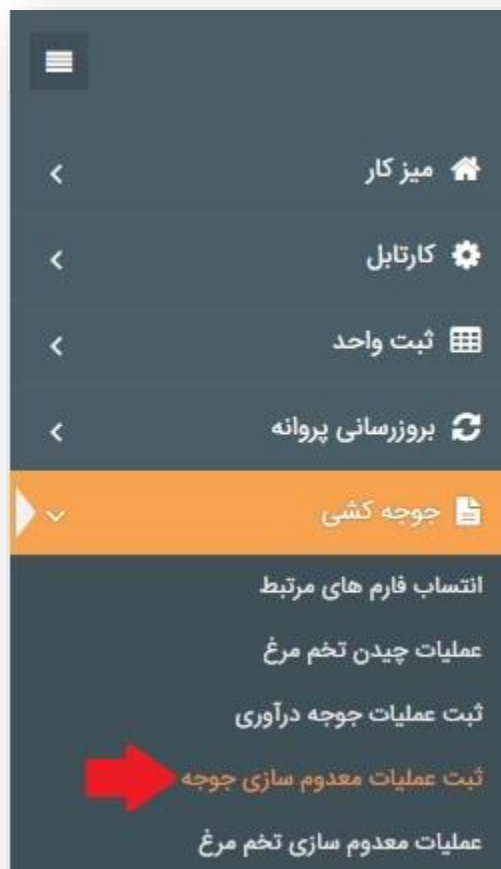 میز کار
کارتابل
ثبت واحد
بروزرسانی پروانه
جوجه کشی
انتساب فارم های مرتبط
عملیات چیدن تخم مرغ
ثبت عملیات جوجه درآوری
ثبت عملیات معدوم سازی جوجه
عملیات معدوم سازی تخم مرغ